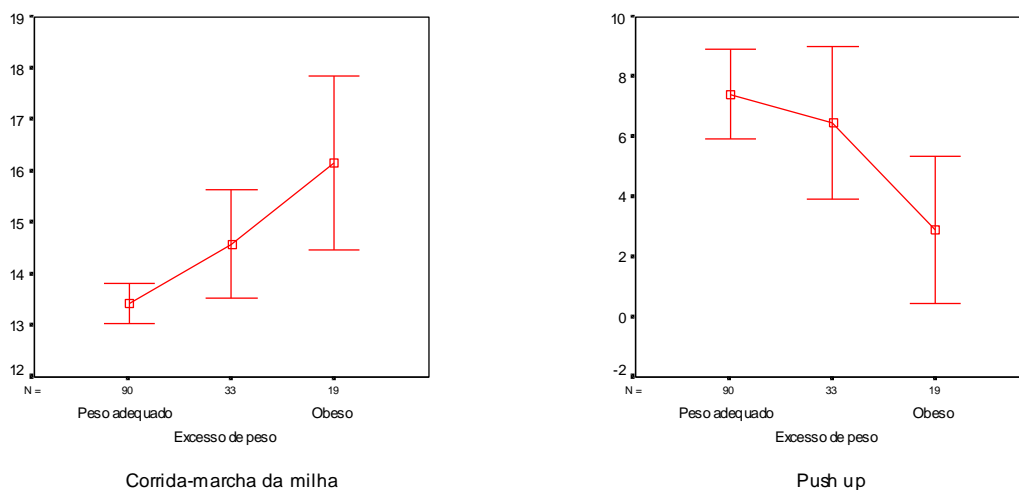 19
18
17
16
15
14
13
12
N =
90
33
19
Peso adequado
Obeso
Excesso de peso
Corrida-marcha da milha
10
8
6
4
2
0
-2
N =
90
33
19
Peso adequado
Obeso
Excesso de peso
Push up